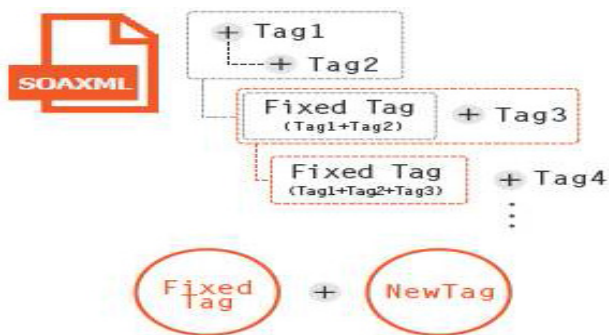 SOAXML
+ Tag1
+ Tag2
Fixed Tag + Tag3
(Tag1+Tag2)
Fixed Tag + Tag4
(Tag1+Tag2+Tag3)
Fixed + NewTag
Tag